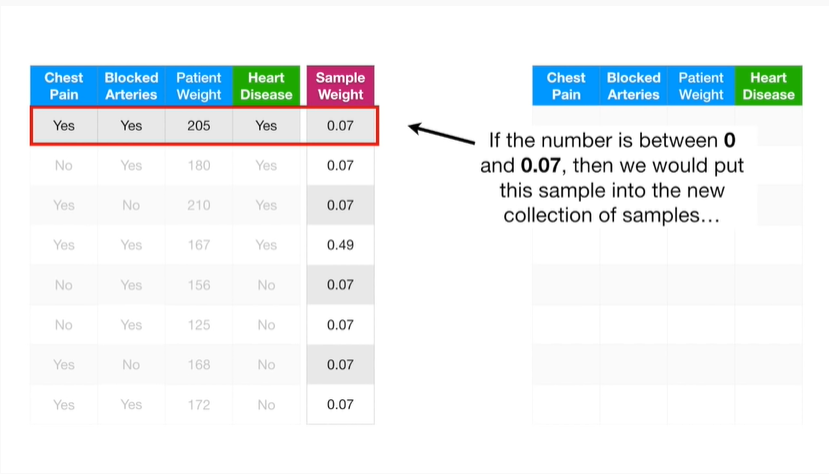 Chest Pain Blocked Arteries Patient Weight Heart Disease Sample Weight
Yes Yes 205 Yes 0.07
No Yes 180 Yes 0.07
Yes No 210 Yes 0.07
Yes Yes 167 Yes 0.49
No Yes 156 No 0.07
No Yes 125 No 0.07
Yes No 168 No 0.07
Yes Yes 172 No 0.07
If the number is between 0
and 0.07, then we would put
this sample into the new
collection of samples…
Chest Pain Blocked Arteries Patient Weight Heart Disease